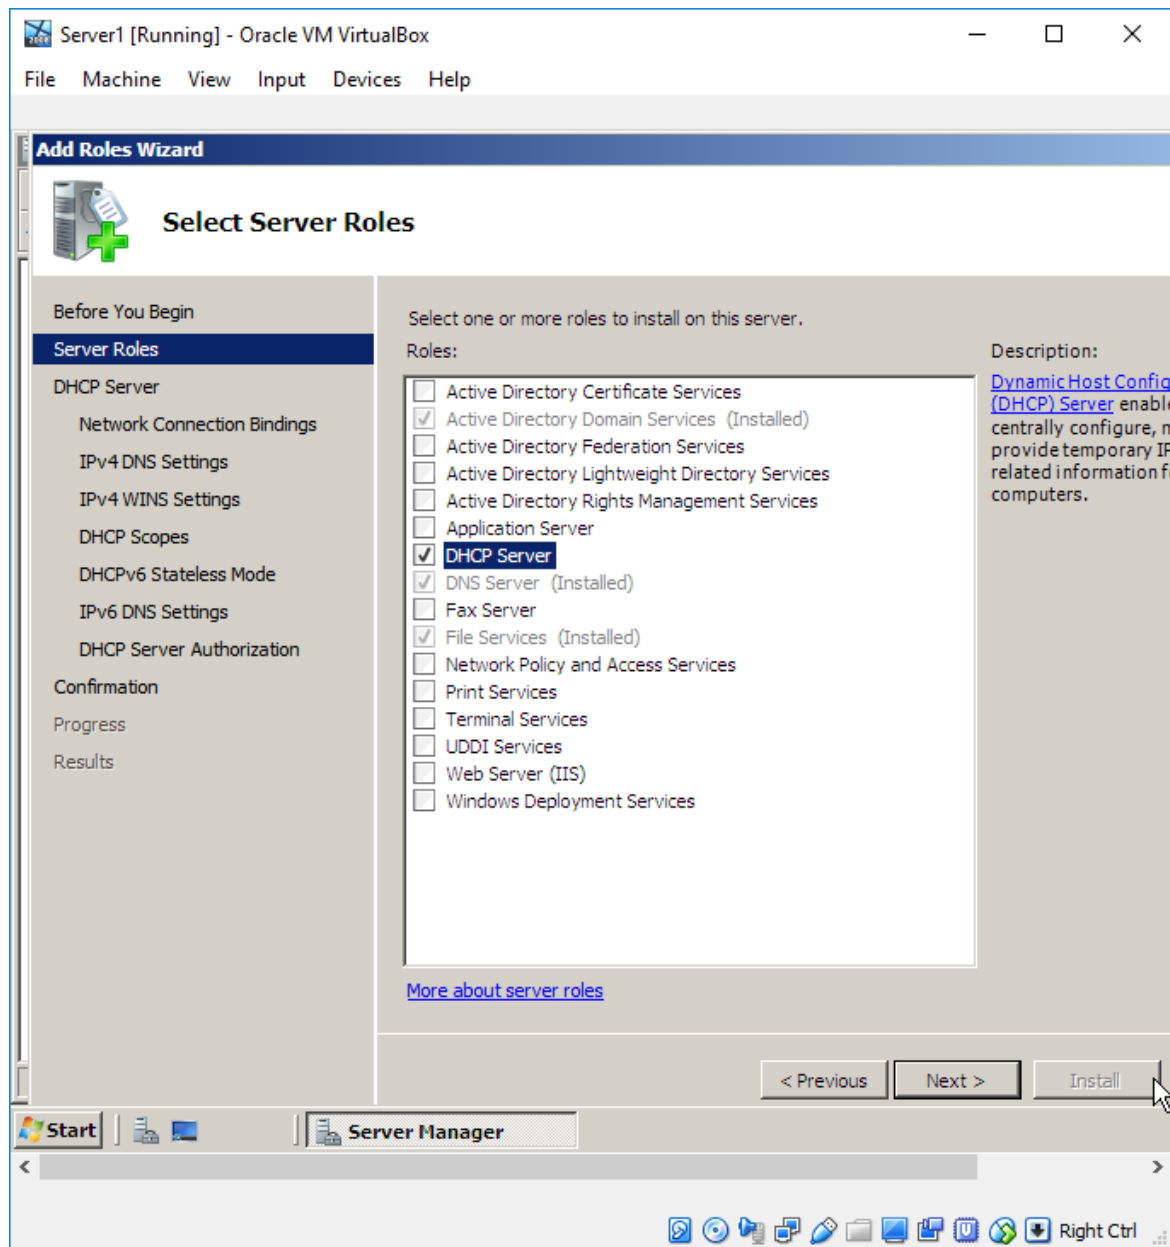 Server1 [Running] - Oracle VM VirtualBox
File Machine View Input Devices Help
Add Roles Wizard
Select Server Roles
Before You Begin
Server Roles
DHCP Server
Network Connection Bindings
IPv4 DNS Settings
IPv4 WINS Settings
DHCP Scopes
DHCPv6 Stateless Mode
IPv6 DNS Settings
DHCP Server Authorization
Confirmation
Progress
Results
Select one or more roles to install on this server.
Roles:
Active Directory Certificate Services
Active Directory Domain Services (Installed)
Active Directory Federation Services
Active Directory Lightweight Directory Services
Active Directory Rights Management Services
Application Server
DHCP Server
DNS Server (Installed)
Fax Server
File Services (Installed)
Network Policy and Access Services
Print Services
Terminal Services
UDDI Services
Web Server (IIS)
Windows Deployment Services
More about server roles
Description:
Dynamic Host Config
(DHCP) Server enable
centrally configure, m
provide temporary IP
related information f
computers.
< Previous
Next >
Install
Start
Server Manager
Right Ctrl